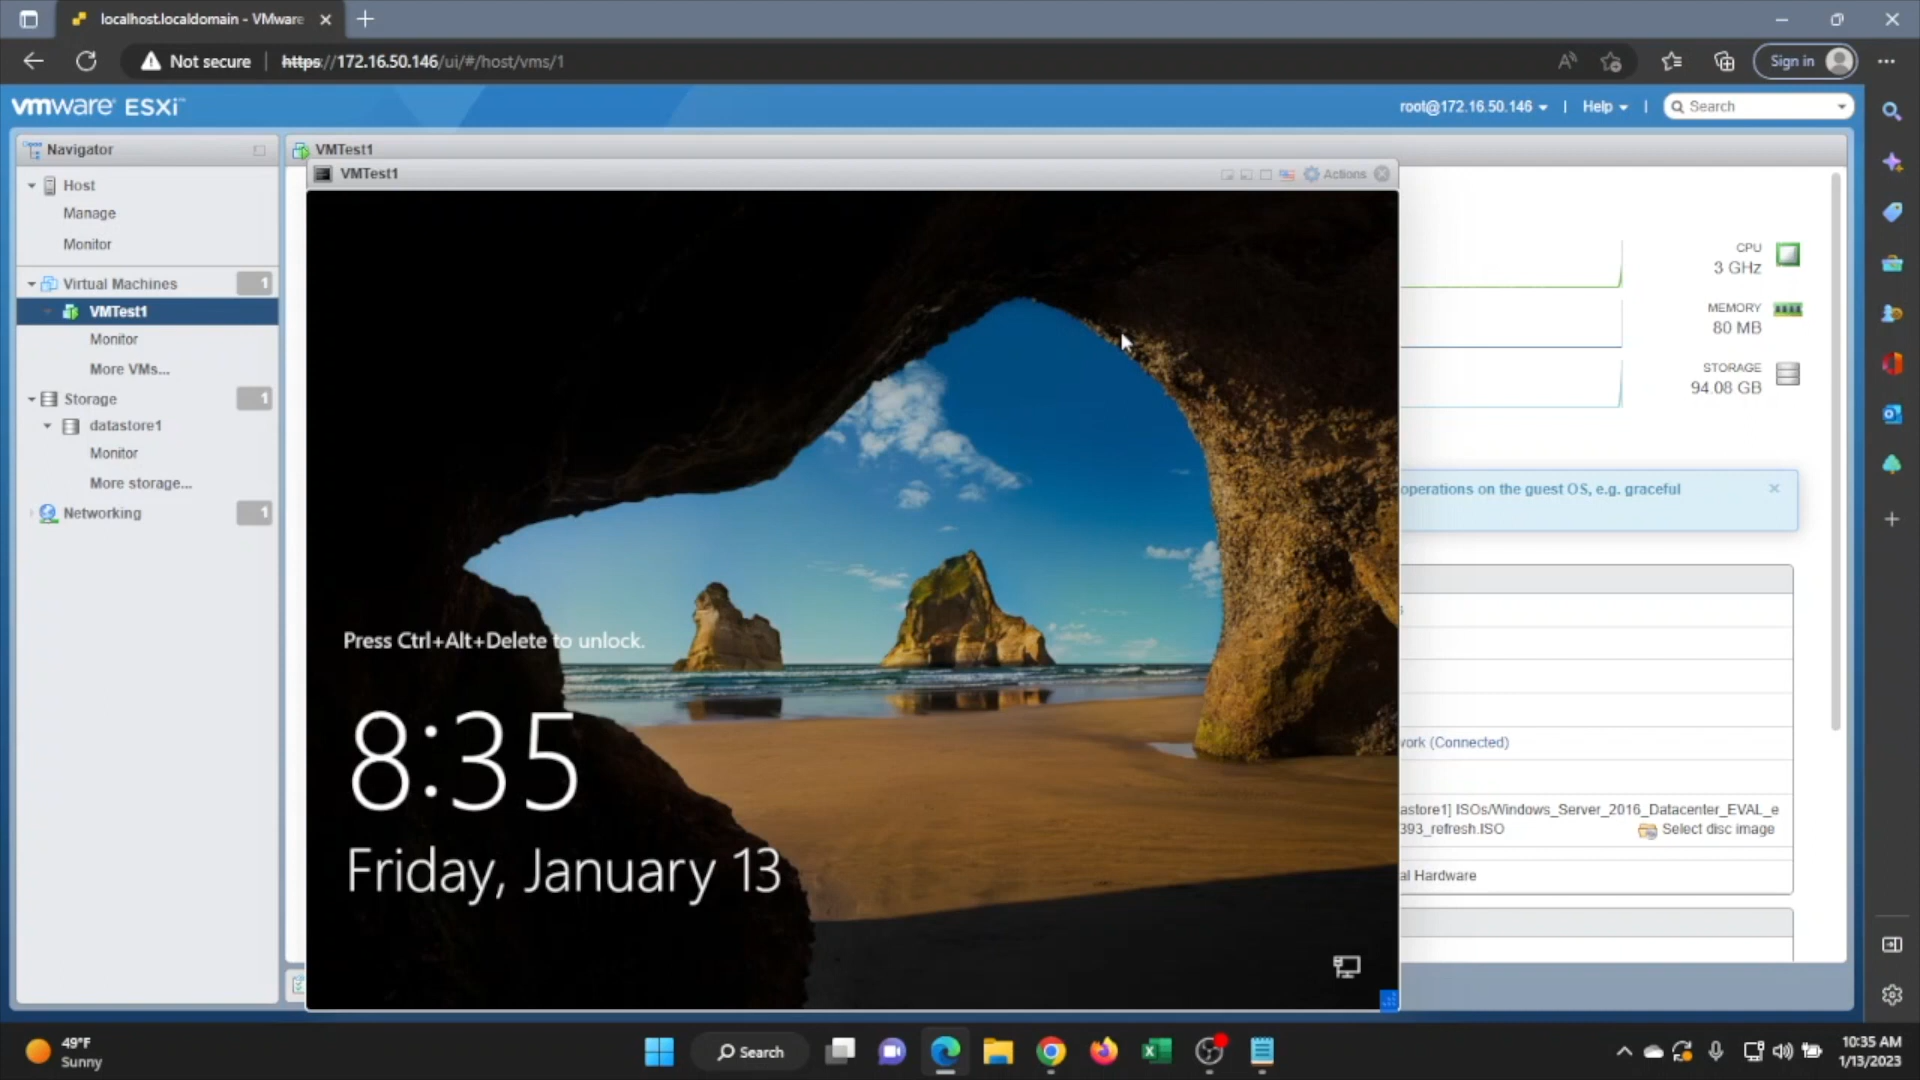 localhost.localdomain - VMware
Not secure
https://172.16.50.146/ui/#/host/vms/1
Sign in
vmware ESXi™
root@172.16.50.146
Help
Search
Navigator
Host
Manage
Monitor
Virtual Machines
1
VMTest1
Monitor
More VMs...
Storage
1
datastore1
Monitor
More storage...
Networking
1
VMTest1
VMTest1
Actions
Press Ctrl+Alt+Delete to unlock.
8:35
Friday, January 13
CPU
3 GHz
MEMORY
80 MB
STORAGE
94.08 GB
operations on the guest OS, e.g. graceful
(Connected)
ISOs/Windows_Server_2016_Datacenter_EVAL_e
393_refresh.ISO
Select disc image
al Hardware
49°F
Sunny
Search
10:35 AM
1/13/2023